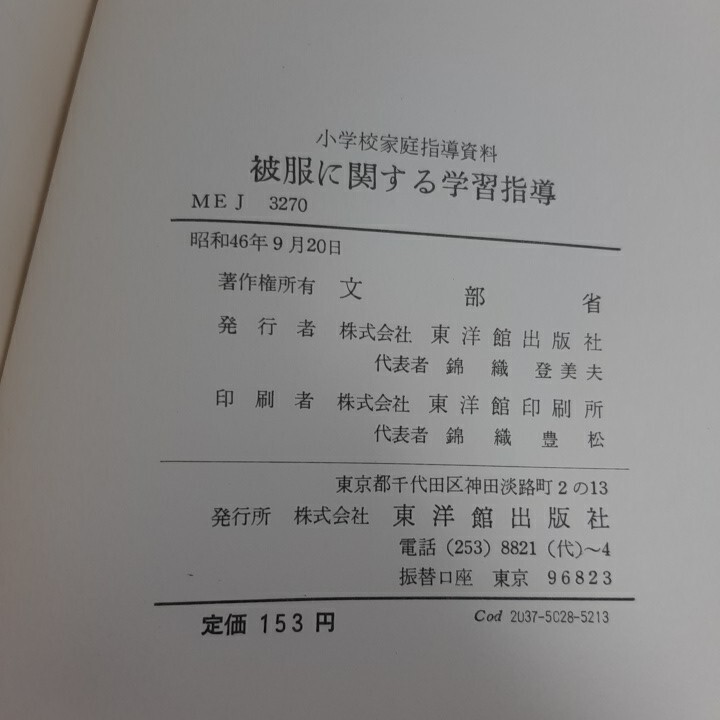 小学校家庭指導資料
被服に関する学習指導
MEJ 3270
昭和46年9月20日
著作権所有 文部省
発行者 株式会社 東洋館出版社
代表者 錦織登美夫
印刷者 株式会社 東洋館印刷所
代表者 錦織豊松
東京都千代田区神田淡路町2の13
発行所 株式会社 東洋館出版社
電話 (253) 8821 (代)~4
振替口座 東京 96823
定価 153 円
Cod 2037-5028-5213